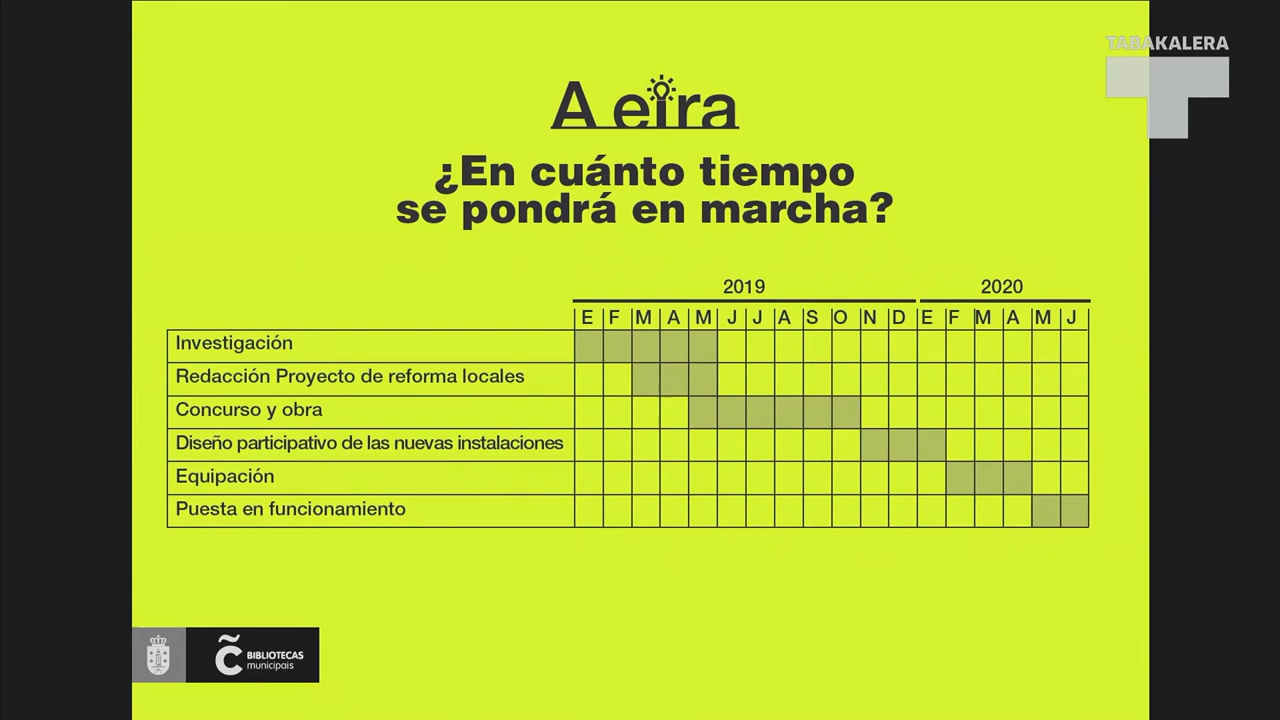 TABAKALERA
A eira
¿En cuánto tiempo
se pondrá en marcha?
2019 2020
E F M A M J J A S O N D E F M A M J
Investigación
Redacción Proyecto de reforma locales
Concurso y obra
Diseño participativo de las nuevas instalaciones
Equipación
Puesta en funcionamiento
BIBLIOTECAS
municipais